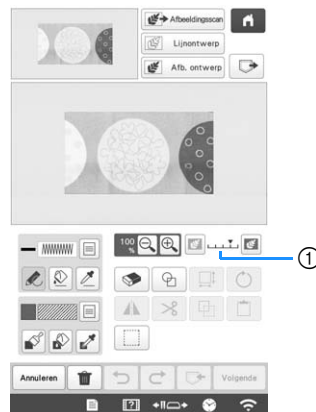 Afbeeldingsscan
Lijnontwerp
Afb. ontwerp
100
%
①
Annuleren
Volgende